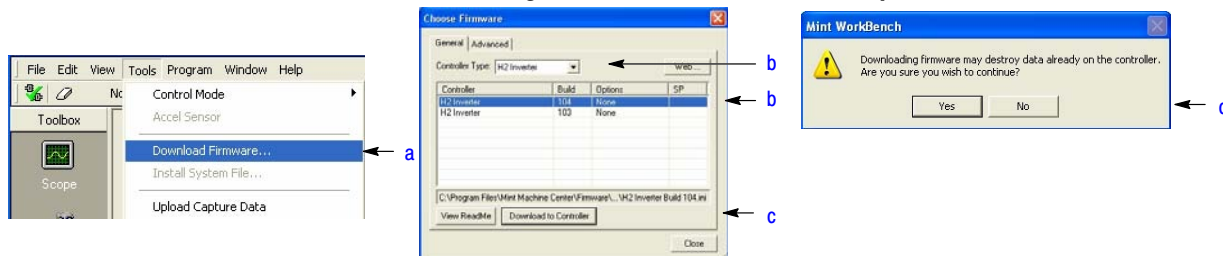 File Edit View Tools Program Window Help
Control Mode
Toolbox
Accel Sensor
Download Firmware...
a
Install System File...
Scope
Upload Capture Data
Choose Firmware
General Advanced
Controller Type: H2 Inverter Web...
b
Controller Build Options SP
H2 Inverter 104 None
b
H2 Inverter 103 None
C:\Program Files\Mint Machine Center\Firmware\...\H2 Inverter Build 104.ini
View ReadMe Download to Controller
c
Close
Mint WorkBench
Downloading firmware may destroy data already on the controller.
Are you sure you wish to continue?
Yes No